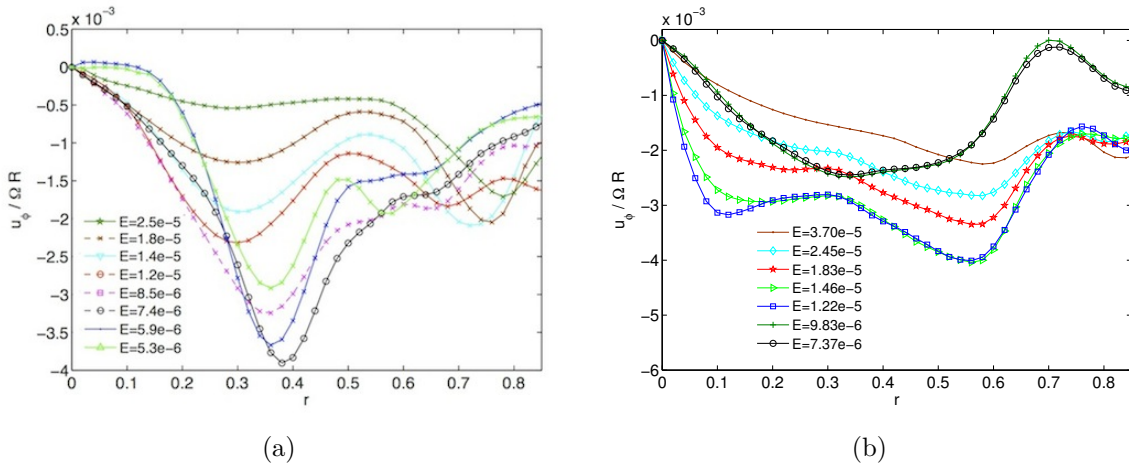 x 10⁻³
0.5
0
−0.5
−1
−1.5
−2
−2.5
−3
−3.5
−4
u_ϕ / Ω R
E=2.5e−5
E=1.8e−5
E=1.4e−5
E=1.2e−5
E=8.5e−6
E=7.4e−6
E=5.9e−6
E=5.3e−6
0 0.1 0.2 0.3 0.4 0.5 0.6 0.7 0.8
r
(a)
x 10⁻³
0
−1
−2
−3
−4
−5
−6
u_ϕ / Ω R
E=3.70e−5
E=2.45e−5
E=1.83e−5
E=1.46e−5
E=1.22e−5
E=9.83e−6
E=7.37e−6
0 0.1 0.2 0.3 0.4 0.5 0.6 0.7 0.8
r
(b)